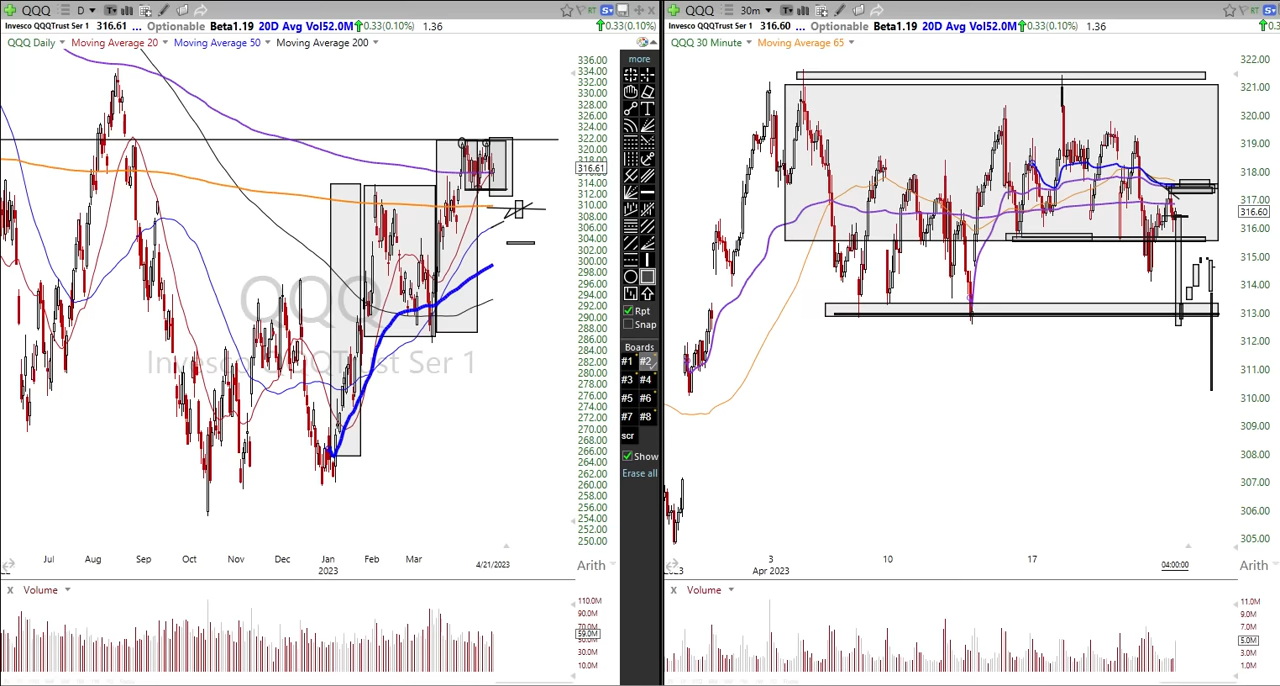 QQQ D
Invesco QQQTrust Ser 1 316.61 ... Optionable Beta1.19 20D Avg Vol52.0M 0.33(0.10%) 1.36
RT S 0.33(0.10%)
QQQ Daily Moving Average 20 Moving Average 50 Moving Average 200
336.00
334.00
332.00
330.00
328.00
326.00
324.00
322.00
320.00
318.00
316.61
314.00
312.00
310.00
308.00
306.00
304.00
302.00
300.00
298.00
296.00
294.00
292.00
290.00
288.00
286.00
284.00
282.00
280.00
278.00
276.00
274.00
272.00
270.00
268.00
266.00
264.00
262.00
260.00
258.00
256.00
254.00
252.00
250.00
QQQ
Jul Aug Sep Oct Nov Dec Jan Feb Mar 4/21/2023
2023
Arith
X Volume
110.0M
90.0M
70.0M
59.0M
30.0M
10.0M
more
T
Rpt
Snap
Boards
#1 #2
#3 #4
#5 #6
#7 #8
scr
Show
Erase all
QQQ 30m
Invesco QQQTrust Ser 1 316.60 ... Optionable Beta1.19 20D Avg Vol52.0M 0.33(0.10%) 1.36
RT S
QQQ 30 Minute Moving Average 65
322.00
321.00
320.00
319.00
318.00
317.00
316.60
316.00
315.00
314.00
313.00
312.00
311.00
310.00
309.00
308.00
307.00
306.00
305.00
3 10 17 04:00:00
2023 Apr 2023
Arith
X Volume
11.0M
9.0M
7.0M
5.0M
3.0M
1.0M